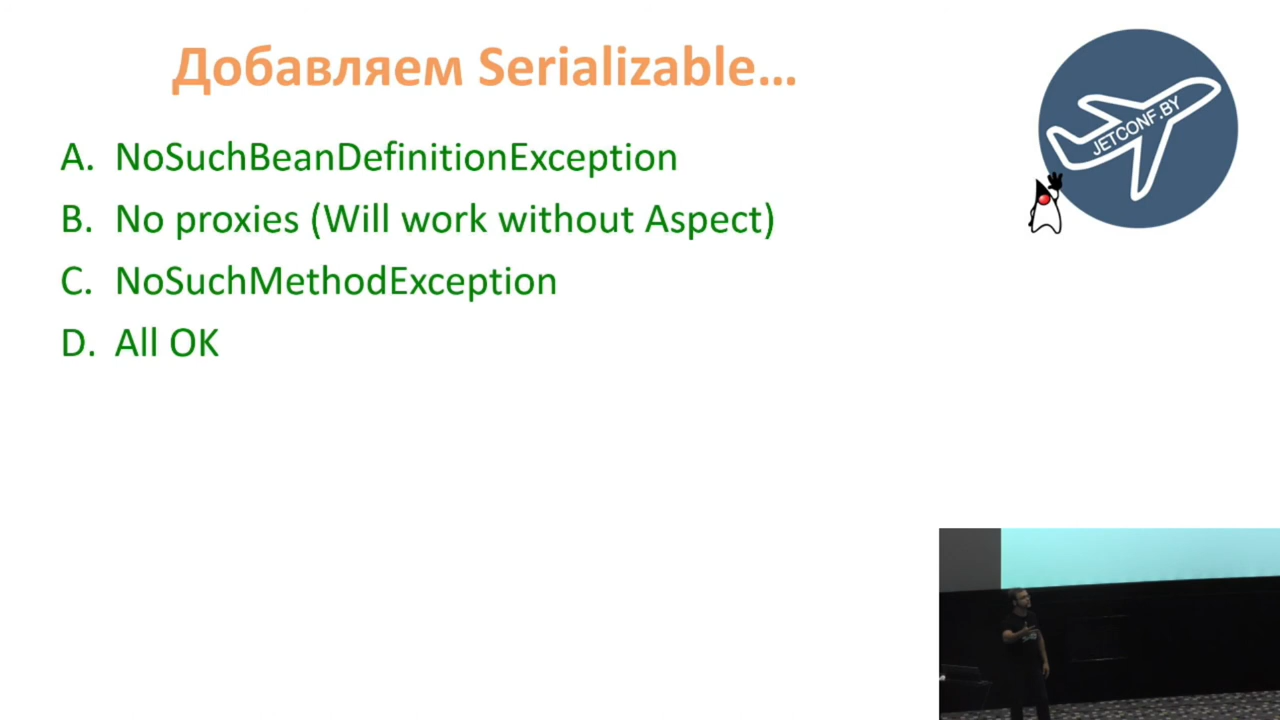 Добавляем Serializable...
A. NoSuchBeanDefinitionException
B. No proxies (Will work without Aspect)
C. NoSuchMethodException
D. All OK
JETCONF.BY